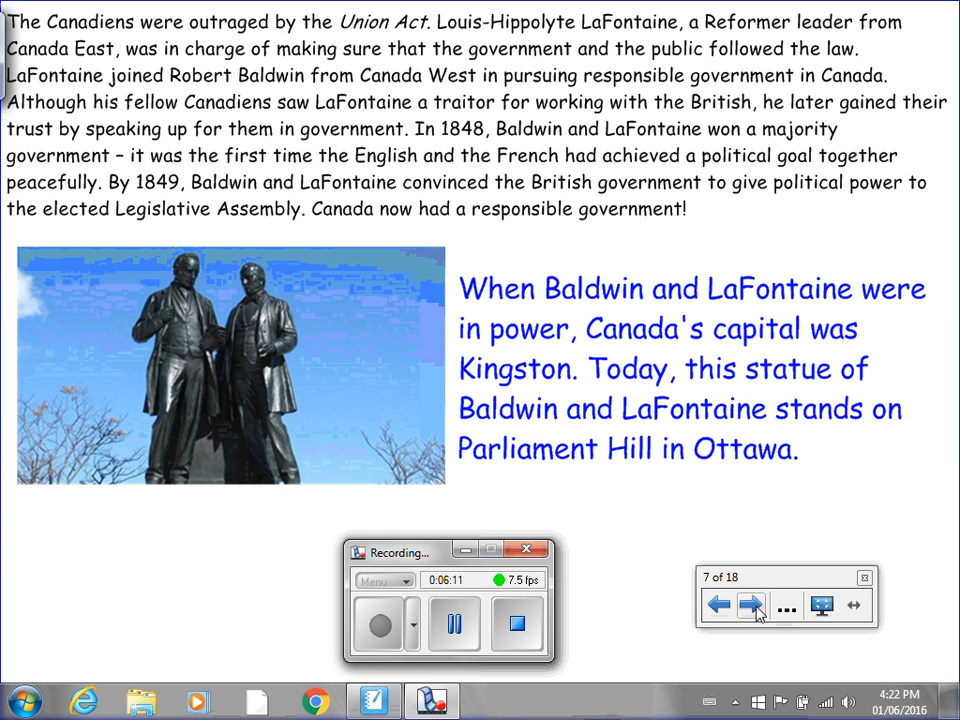 The Canadiens were outraged by the Union Act. Louis-Hippolyte LaFontaine, a Reformer leader from
Canada East, was in charge of making sure that the government and the public followed the law.
LaFontaine joined Robert Baldwin from Canada West in pursuing responsible government in Canada.
Although his fellow Canadiens saw LaFontaine a traitor for working with the British, he later gained their
trust by speaking up for them in government. In 1848, Baldwin and LaFontaine won a majority
government – it was the first time the English and the French had achieved a political goal together
peacefully. By 1849, Baldwin and LaFontaine convinced the British government to give political power to
the elected Legislative Assembly. Canada now had a responsible government!
When Baldwin and LaFontaine were
in power, Canada's capital was
Kingston. Today, this statue of
Baldwin and LaFontaine stands on
Parliament Hill in Ottawa.
Recording...
Menu
0:06:11
7.5 fps
7 of 18
...
4:22 PM
01/06/2016